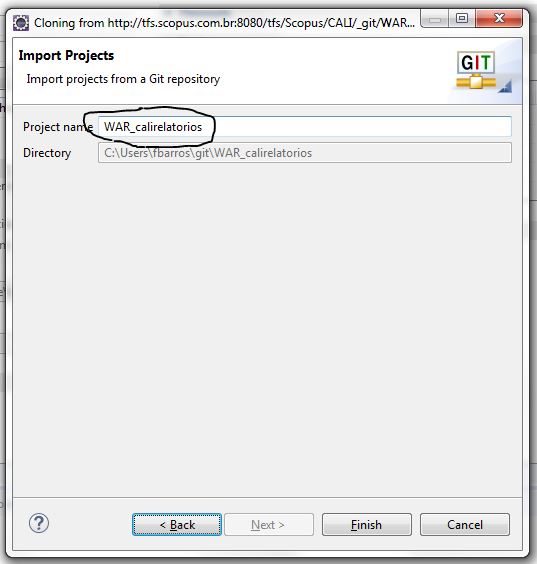 Cloning from http://tfs.scopus.com.br:8080/tfs/Scopus/CALI/_git/WAR...
Import Projects
Import projects from a Git repository
GIT
Project name WAR_calirelatorios
Directory C:\Users\fbarros\git\WAR_calirelatorios
?
< Back Next > Finish Cancel